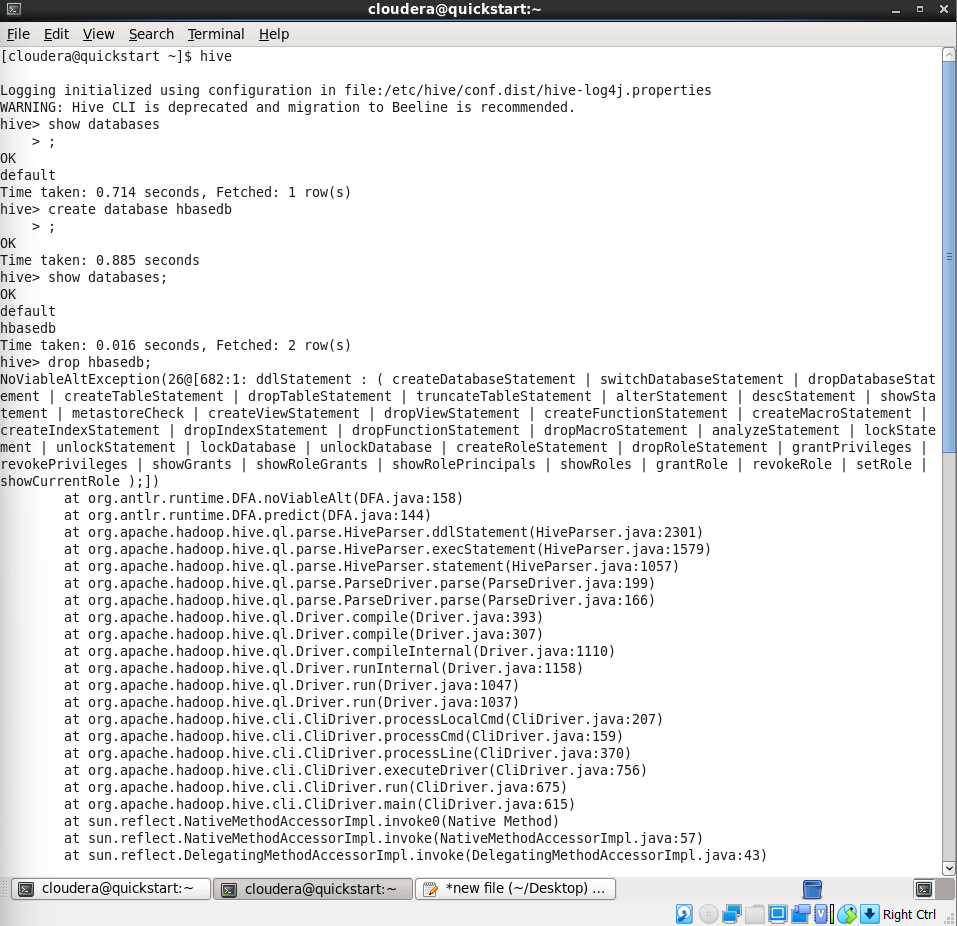 cloudera@quickstart:~
File Edit View Search Terminal Help
[cloudera@quickstart ~]$ hive
Logging initialized using configuration in file:/etc/hive/conf.dist/hive-log4j.properties
WARNING: Hive CLI is deprecated and migration to Beeline is recommended.
hive> show databases
    > ;
OK
default
Time taken: 0.714 seconds, Fetched: 1 row(s)
hive> create database hbasedb
    > ;
OK
Time taken: 0.885 seconds
hive> show databases;
OK
default
hbasedb
Time taken: 0.016 seconds, Fetched: 2 row(s)
hive> drop hbasedb;
NoViableAltException(26@[682:1: ddlStatement : ( createDatabaseStatement | switchDatabaseStatement | dropDatabaseStat
ement | createTableStatement | dropTableStatement | truncateTableStatement | alterStatement | descStatement | showSta
tement | metastoreCheck | createViewStatement | dropViewStatement | createFunctionStatement | createMacroStatement |
createIndexStatement | dropIndexStatement | dropFunctionStatement | dropMacroStatement | analyzeStatement | lockState
ment | unlockStatement | lockDatabase | unlockDatabase | createRoleStatement | dropRoleStatement | grantPrivileges |
revokePrivileges | showGrants | showRoleGrants | showRolePrincipals | showRoles | grantRole | revokeRole | setRole |
showCurrentRole );])
        at org.antlr.runtime.DFA.noViableAlt(DFA.java:158)
        at org.antlr.runtime.DFA.predict(DFA.java:144)
        at org.apache.hadoop.hive.ql.parse.HiveParser.ddlStatement(HiveParser.java:2301)
        at org.apache.hadoop.hive.ql.parse.HiveParser.execStatement(HiveParser.java:1579)
        at org.apache.hadoop.hive.ql.parse.HiveParser.statement(HiveParser.java:1057)
        at org.apache.hadoop.hive.ql.parse.ParseDriver.parse(ParseDriver.java:199)
        at org.apache.hadoop.hive.ql.parse.ParseDriver.parse(ParseDriver.java:166)
        at org.apache.hadoop.hive.ql.Driver.compile(Driver.java:393)
        at org.apache.hadoop.hive.ql.Driver.compile(Driver.java:307)
        at org.apache.hadoop.hive.ql.Driver.compileInternal(Driver.java:1110)
        at org.apache.hadoop.hive.ql.Driver.runInternal(Driver.java:1158)
        at org.apache.hadoop.hive.ql.Driver.run(Driver.java:1047)
        at org.apache.hadoop.hive.ql.Driver.run(Driver.java:1037)
        at org.apache.hadoop.hive.cli.CliDriver.processLocalCmd(CliDriver.java:207)
        at org.apache.hadoop.hive.cli.CliDriver.processCmd(CliDriver.java:159)
        at org.apache.hadoop.hive.cli.CliDriver.processLine(CliDriver.java:370)
        at org.apache.hadoop.hive.cli.CliDriver.executeDriver(CliDriver.java:756)
        at org.apache.hadoop.hive.cli.CliDriver.run(CliDriver.java:675)
        at org.apache.hadoop.hive.cli.CliDriver.main(CliDriver.java:615)
        at sun.reflect.NativeMethodAccessorImpl.invoke0(Native Method)
        at sun.reflect.NativeMethodAccessorImpl.invoke(NativeMethodAccessorImpl.java:57)
        at sun.reflect.DelegatingMethodAccessorImpl.invoke(DelegatingMethodAccessorImpl.java:43)
cloudera@quickstart:~ cloudera@quickstart:~ *new file (~/Desktop) ...
Right Ctrl